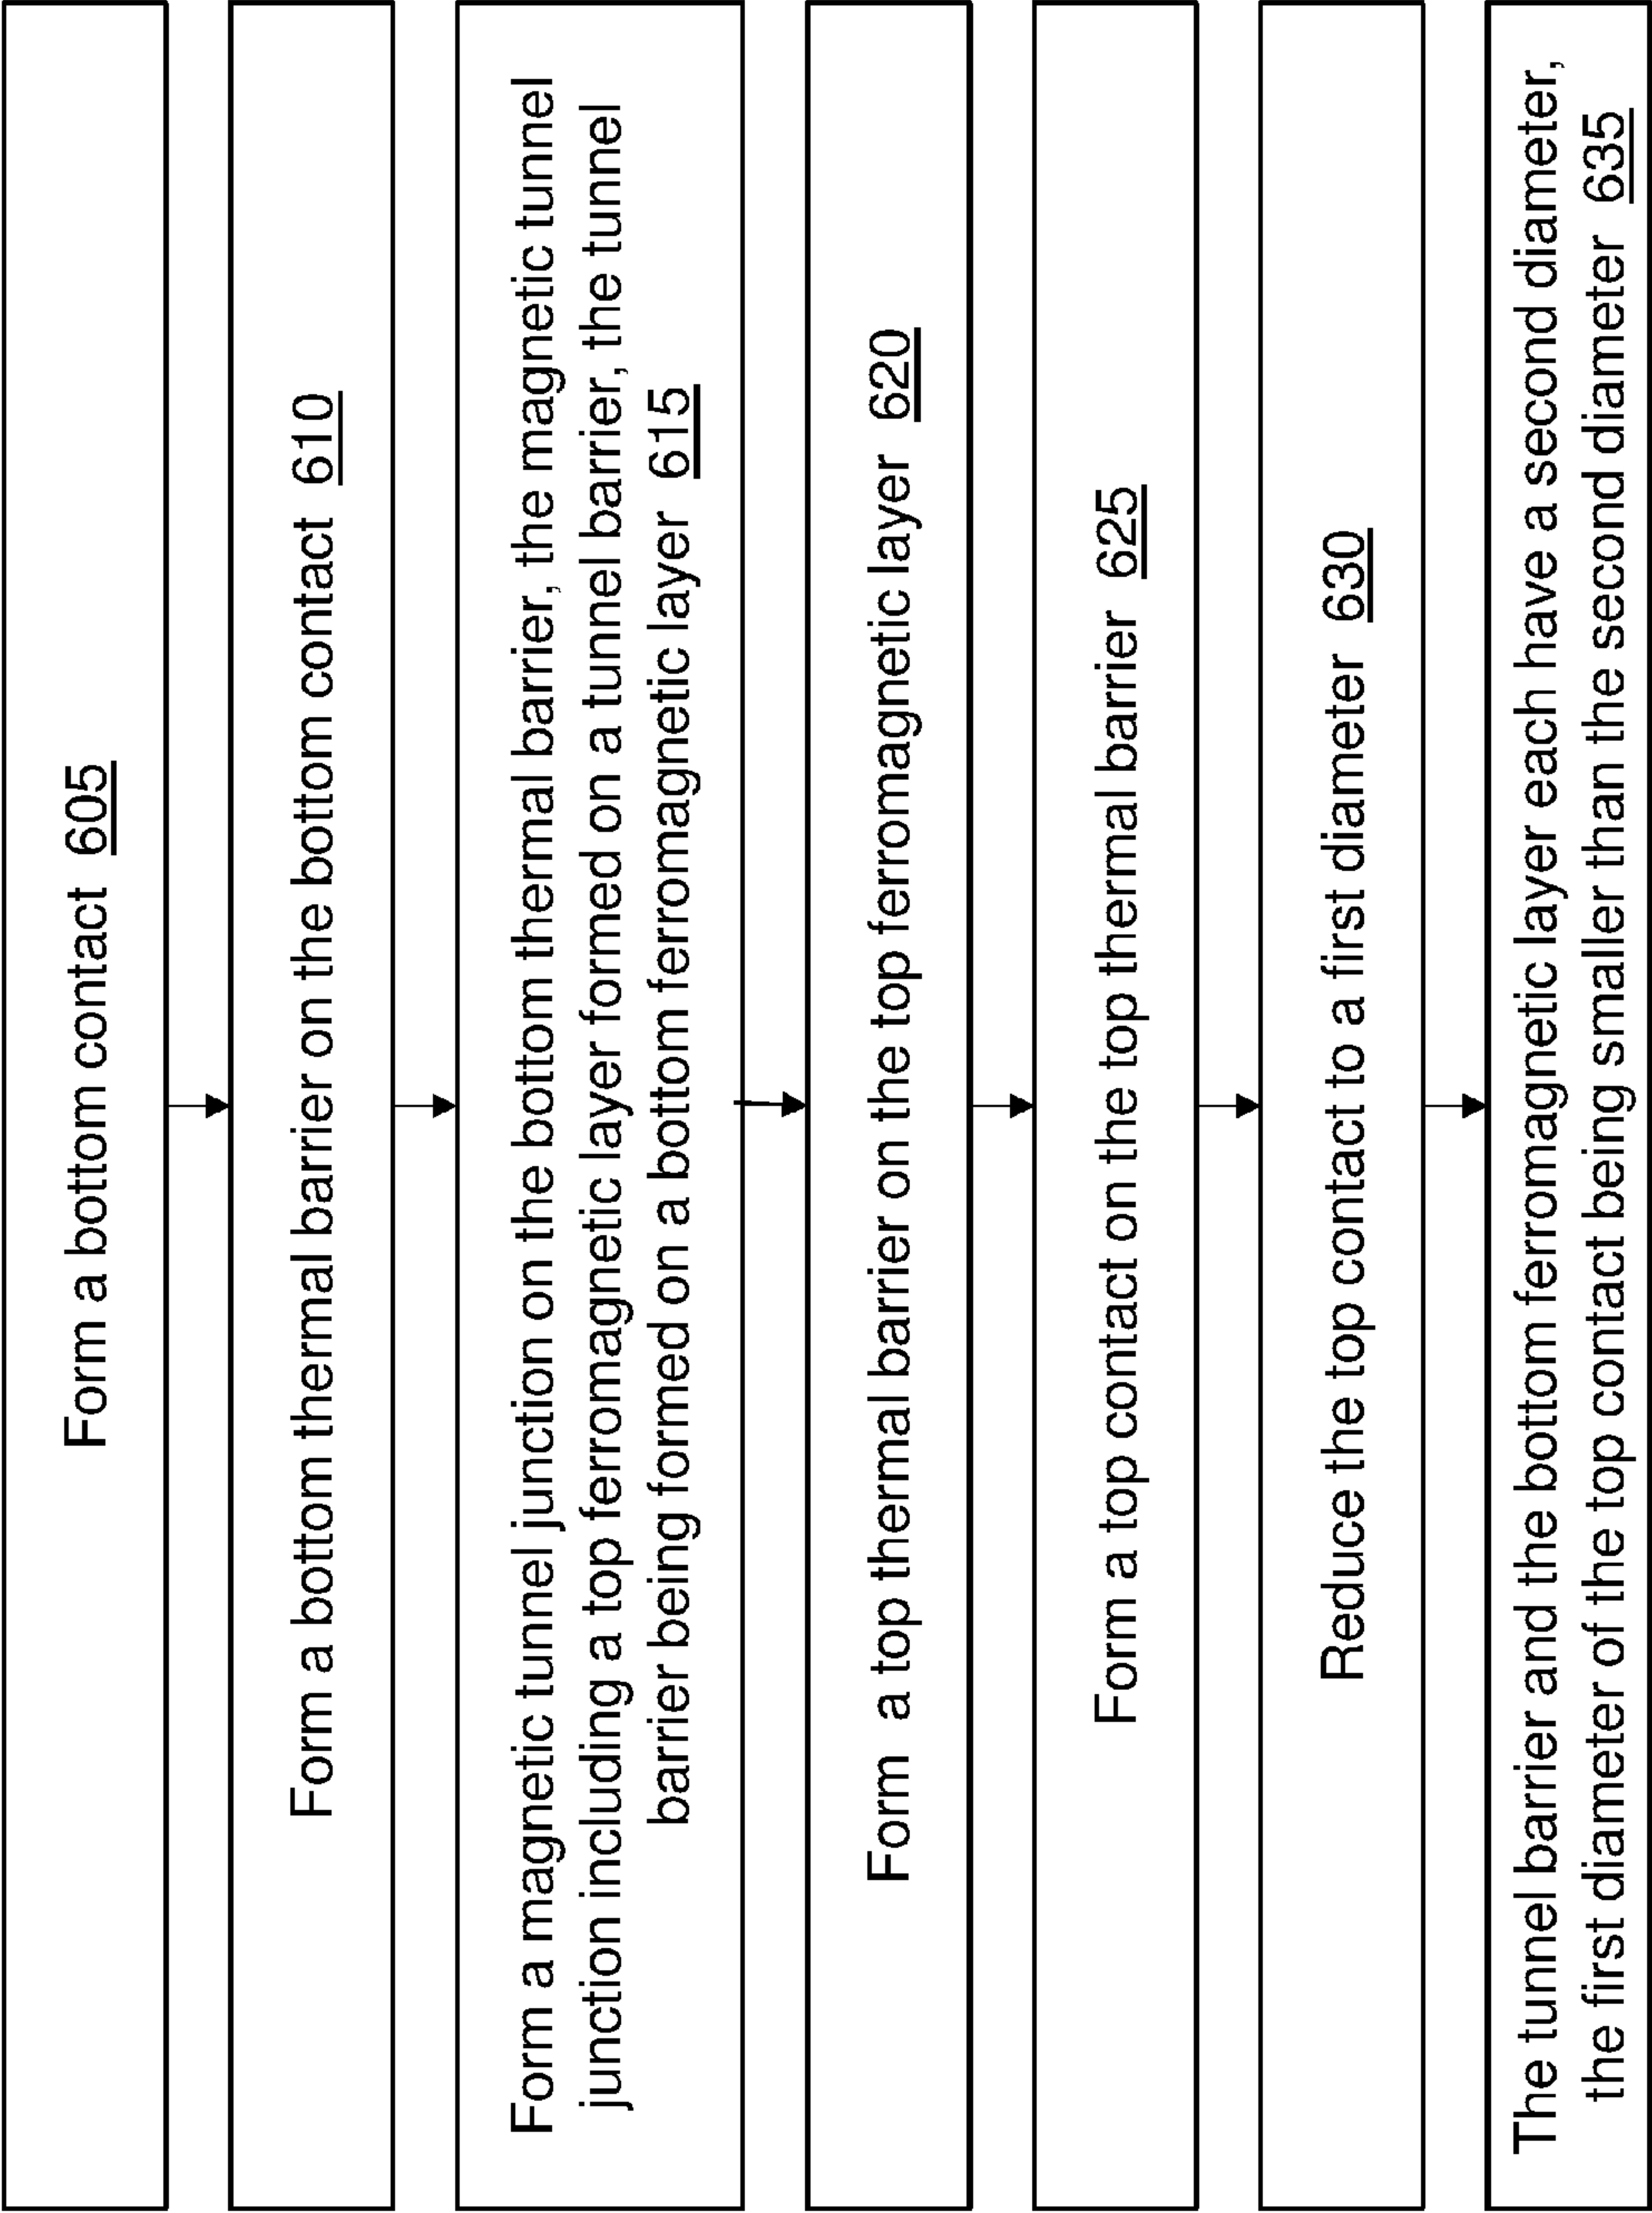 Form a bottom contact 605
Form a bottom thermal barrier on the bottom contact 610
Form a magnetic tunnel junction on the bottom thermal barrier, the magnetic tunnel
junction including a top ferromagnetic layer formed on a tunnel barrier, the tunnel
barrier being formed on a bottom ferromagnetic layer 615
Form a top thermal barrier on the top ferromagnetic layer 620
Form a top contact on the top thermal barrier 625
Reduce the top contact to a first diameter 630
The tunnel barrier and the bottom ferromagnetic layer each have a second diameter,
the first diameter of the top contact being smaller than the second diameter 635